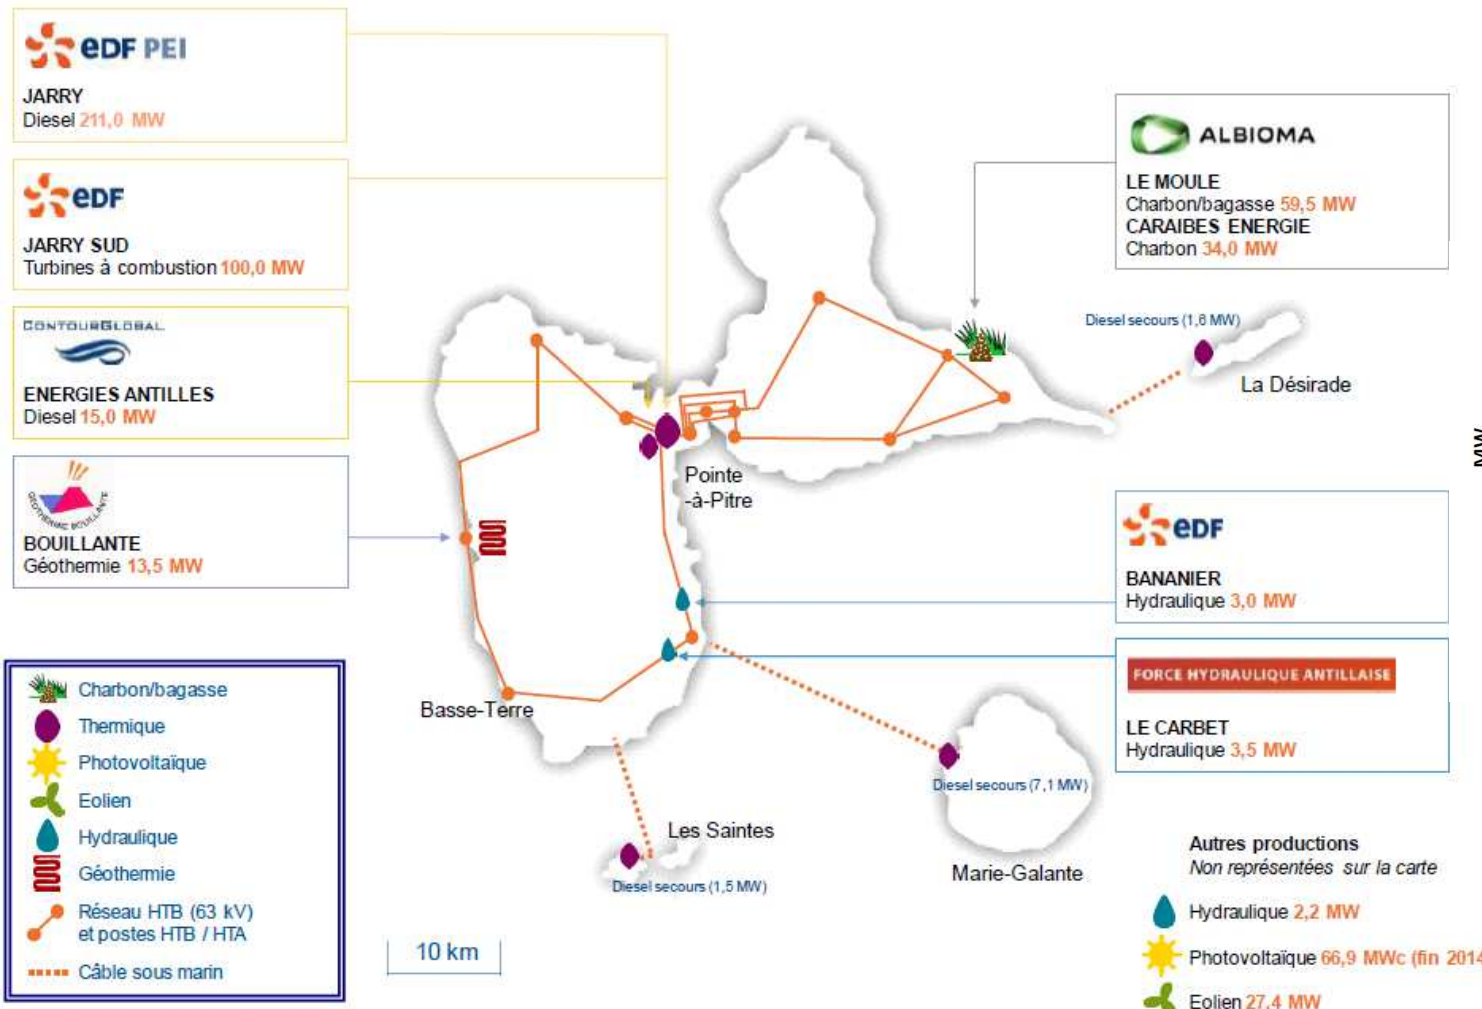 eDF PEI
JARRY
Diesel 211,0 MW
eDF
JARRY SUD
Turbines à combustion 100,0 MW
CONTOURGLOBAL
ENERGIES ANTILLES
Diesel 15,0 MW
GÉOTHERMIE BOUILLANTE
BOUILLANTE
Géothermie 13,5 MW
Charbon/bagasse
Thermique
Photovoltaïque
Eolien
Hydraulique
Géothermie
Réseau HTB (63 kV)
et postes HTB / HTA
Câble sous marin
10 km
Pointe
-à-Pitre
Basse-Terre
Les Saintes
Diesel secours (1,5 MW)
Diesel secours (7,1 MW)
Marie-Galante
Diesel secours (1,6 MW)
La Désirade
ALBIOMA
LE MOULE
Charbon/bagasse 59,5 MW
CARAIBES ENERGIE
Charbon 34,0 MW
MW
eDF
BANANIER
Hydraulique 3,0 MW
FORCE HYDRAULIQUE ANTILLAISE
LE CARBET
Hydraulique 3,5 MW
Autres productions
Non représentées sur la carte
Hydraulique 2,2 MW
Photovoltaïque 66,9 MWc (fin 2014
Eolien 27,4 MW